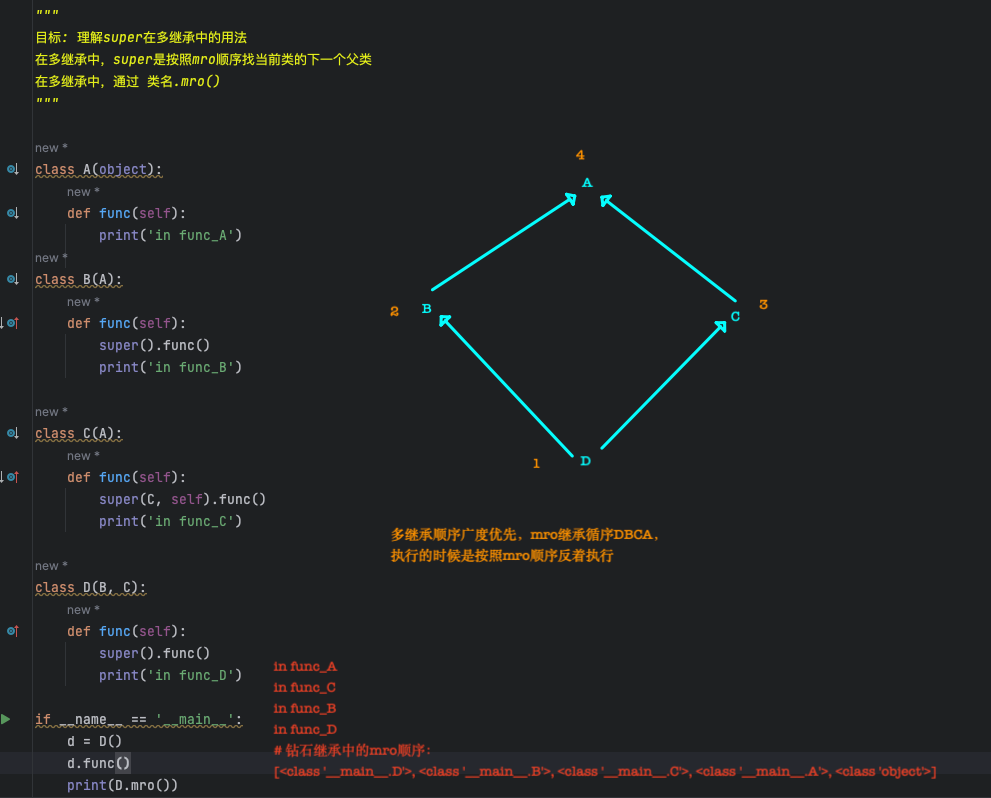 """
目标: 理解super在多继承中的用法
在多继承中, super是按照mro顺序找当前类的下一个父类
在多继承中, 通过 类名.mro()
"""
new *
class A(object):
new *
def func(self):
print('in func_A')
new *
class B(A):
new *
def func(self):
super().func()
print('in func_B')
new *
class C(A):
new *
def func(self):
super(C, self).func()
print('in func_C')
new *
class D(B, C):
new *
def func(self):
super().func()
print('in func_D')
if __name__ == '__main__':
d = D()
d.func()
print(D.mro())
4
A
2
B
3
C
1
D
多继承顺序广度优先，mro继承循序DBCA，
执行的时候是按照mro顺序反着执行
in func_A
in func_C
in func_B
in func_D
# 钻石继承中的mro顺序：
[<class '__main__.D'>, <class '__main__.B'>, <class '__main__.C'>, <class '__main__.A'>, <class 'object'>]